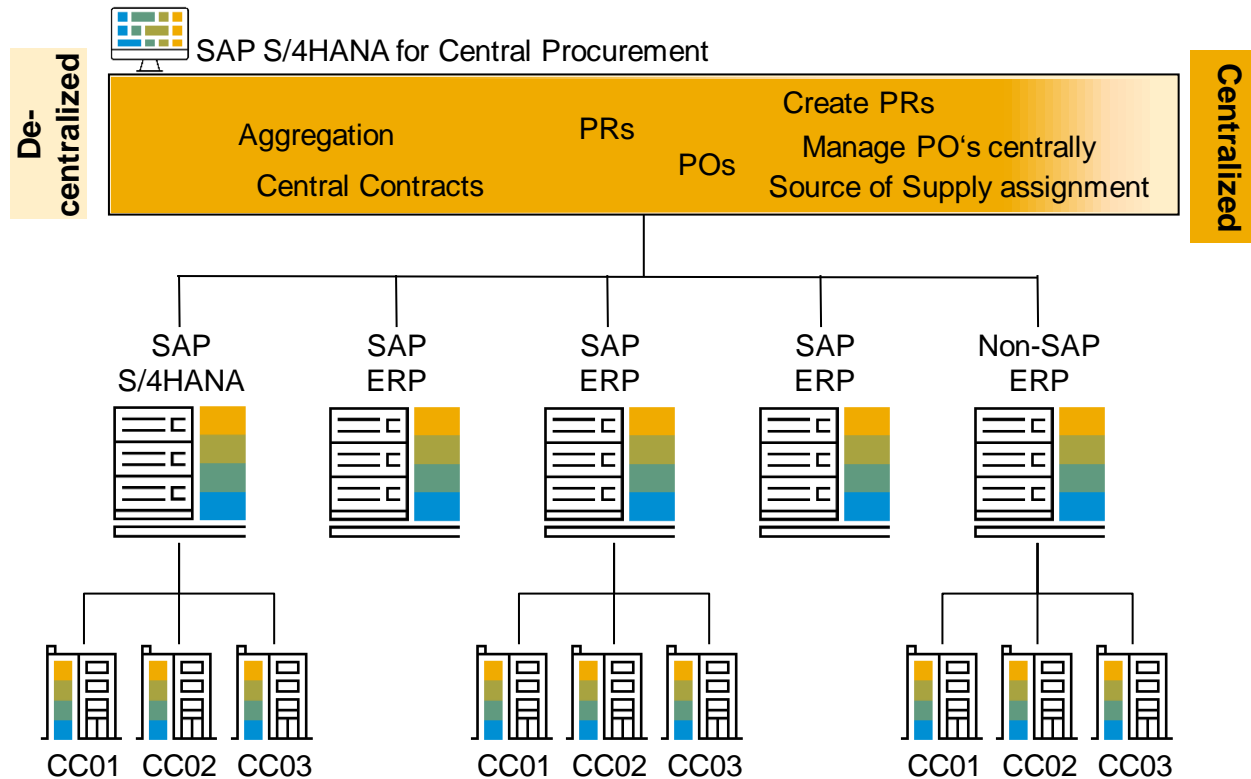 SAP S/4HANA for Central Procurement
De-
centralized
Centralized
Aggregation
Central Contracts
PRs
POs
Create PRs
Manage PO‘s centrally
Source of Supply assignment
SAP
S/4HANA
SAP
ERP
SAP
ERP
SAP
ERP
Non-SAP
ERP
CC01
CC02
CC03
CC01
CC02
CC03
CC01
CC02
CC03